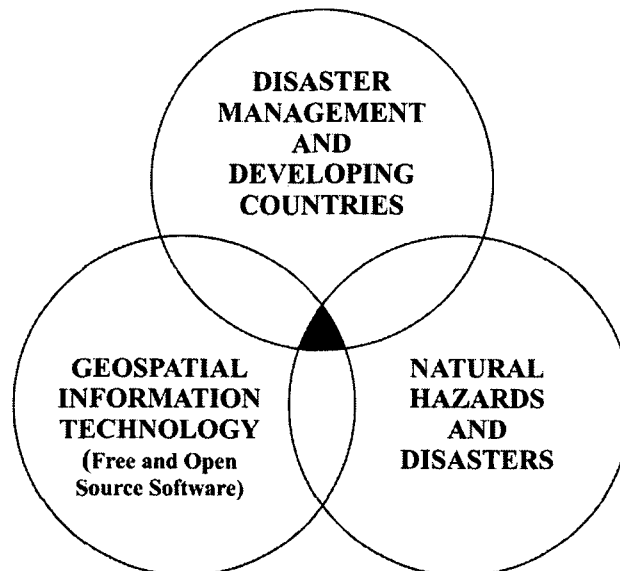 DISASTER
MANAGEMENT
AND
DEVELOPING
COUNTRIES
GEOSPATIAL
INFORMATION
TECHNOLOGY
(Free and Open
Source Software)
NATURAL
HAZARDS
AND
DISASTERS